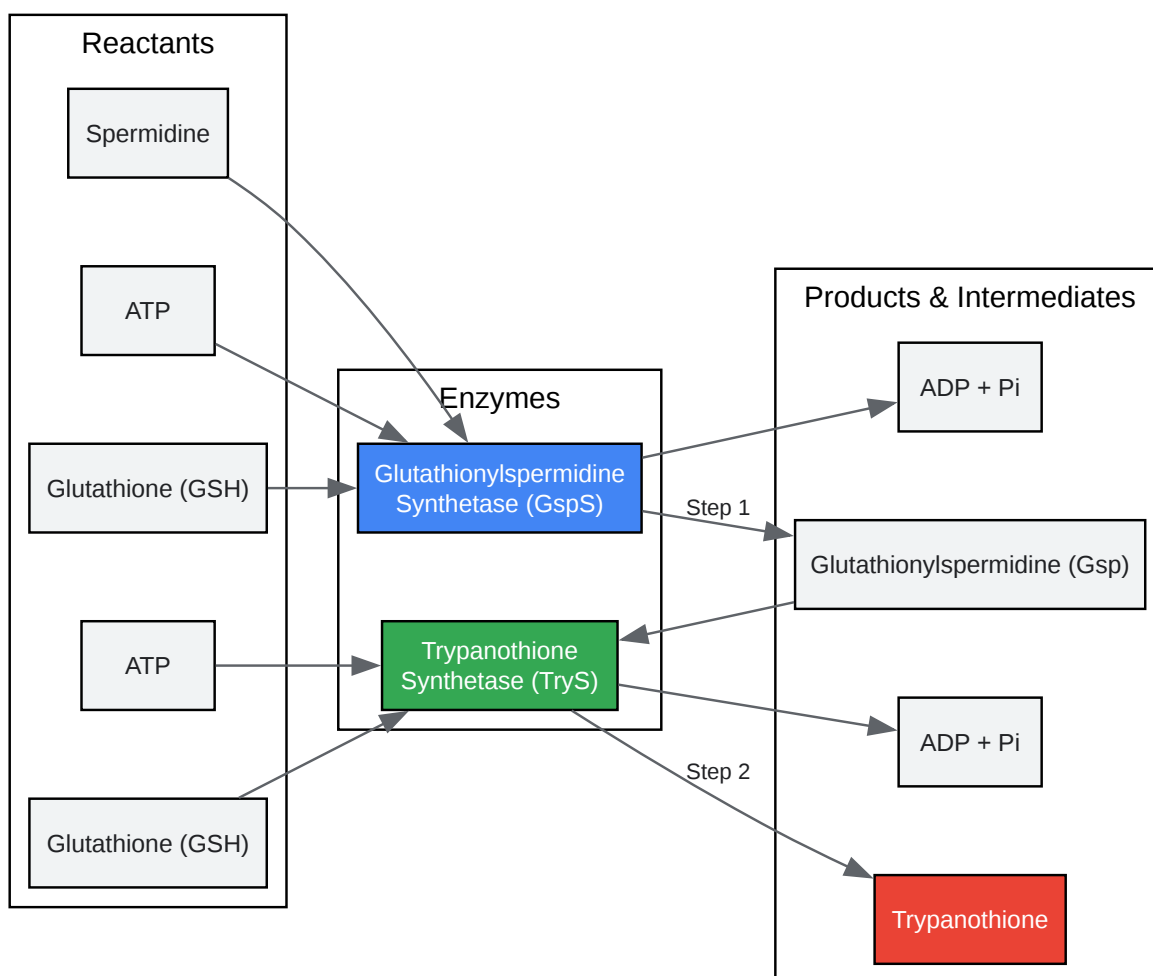 Reactants
Spermidine
ATP
Glutathione (GSH)
ATP
Glutathione (GSH)
Enzymes
Glutathionylspermidine
Synthetase (GspS)
Trypanothione
Synthetase (TryS)
Step 1
Step 2
Products & Intermediates
ADP + Pi
Glutathionylspermidine (Gsp)
ADP + Pi
Trypanothione